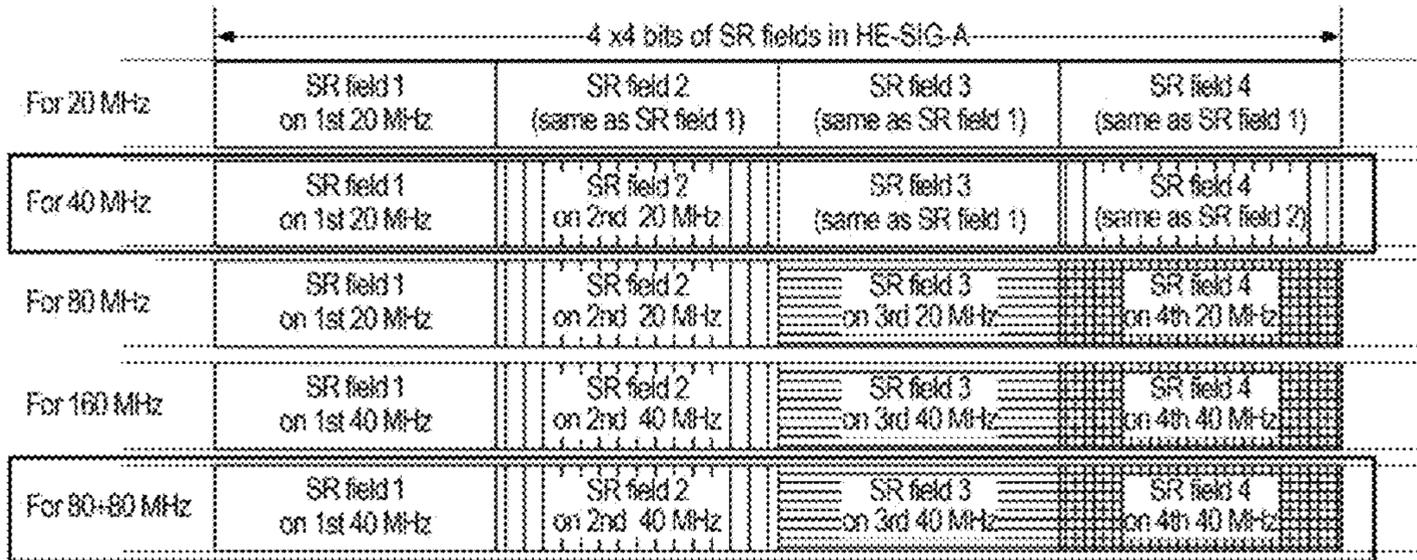 4 x4 bits of SR fields in HE-SIG-A
For 20 MHz
SR field 1
on 1st 20 MHz
SR field 2
(same as SR field 1)
SR field 3
(same as SR field 1)
SR field 4
(same as SR field 1)
For 40 MHz
SR field 1
on 1st 20 MHz
SR field 2
on 2nd 20 MHz
SR field 3
(same as SR field 1)
SR field 4
(same as SR field 2)
For 80 MHz
SR field 1
on 1st 20 MHz
SR field 2
on 2nd 20 MHz
SR field 3
on 3rd 20 MHz
SR field 4
on 4th 20 MHz
For 160 MHz
SR field 1
on 1st 40 MHz
SR field 2
on 2nd 40 MHz
SR field 3
on 3rd 40 MHz
SR field 4
on 4th 40 MHz
For 80+80 MHz
SR field 1
on 1st 40 MHz
SR field 2
on 2nd 40 MHz
SR field 3
on 3rd 40 MHz
SR field 4
on 4th 40 MHz